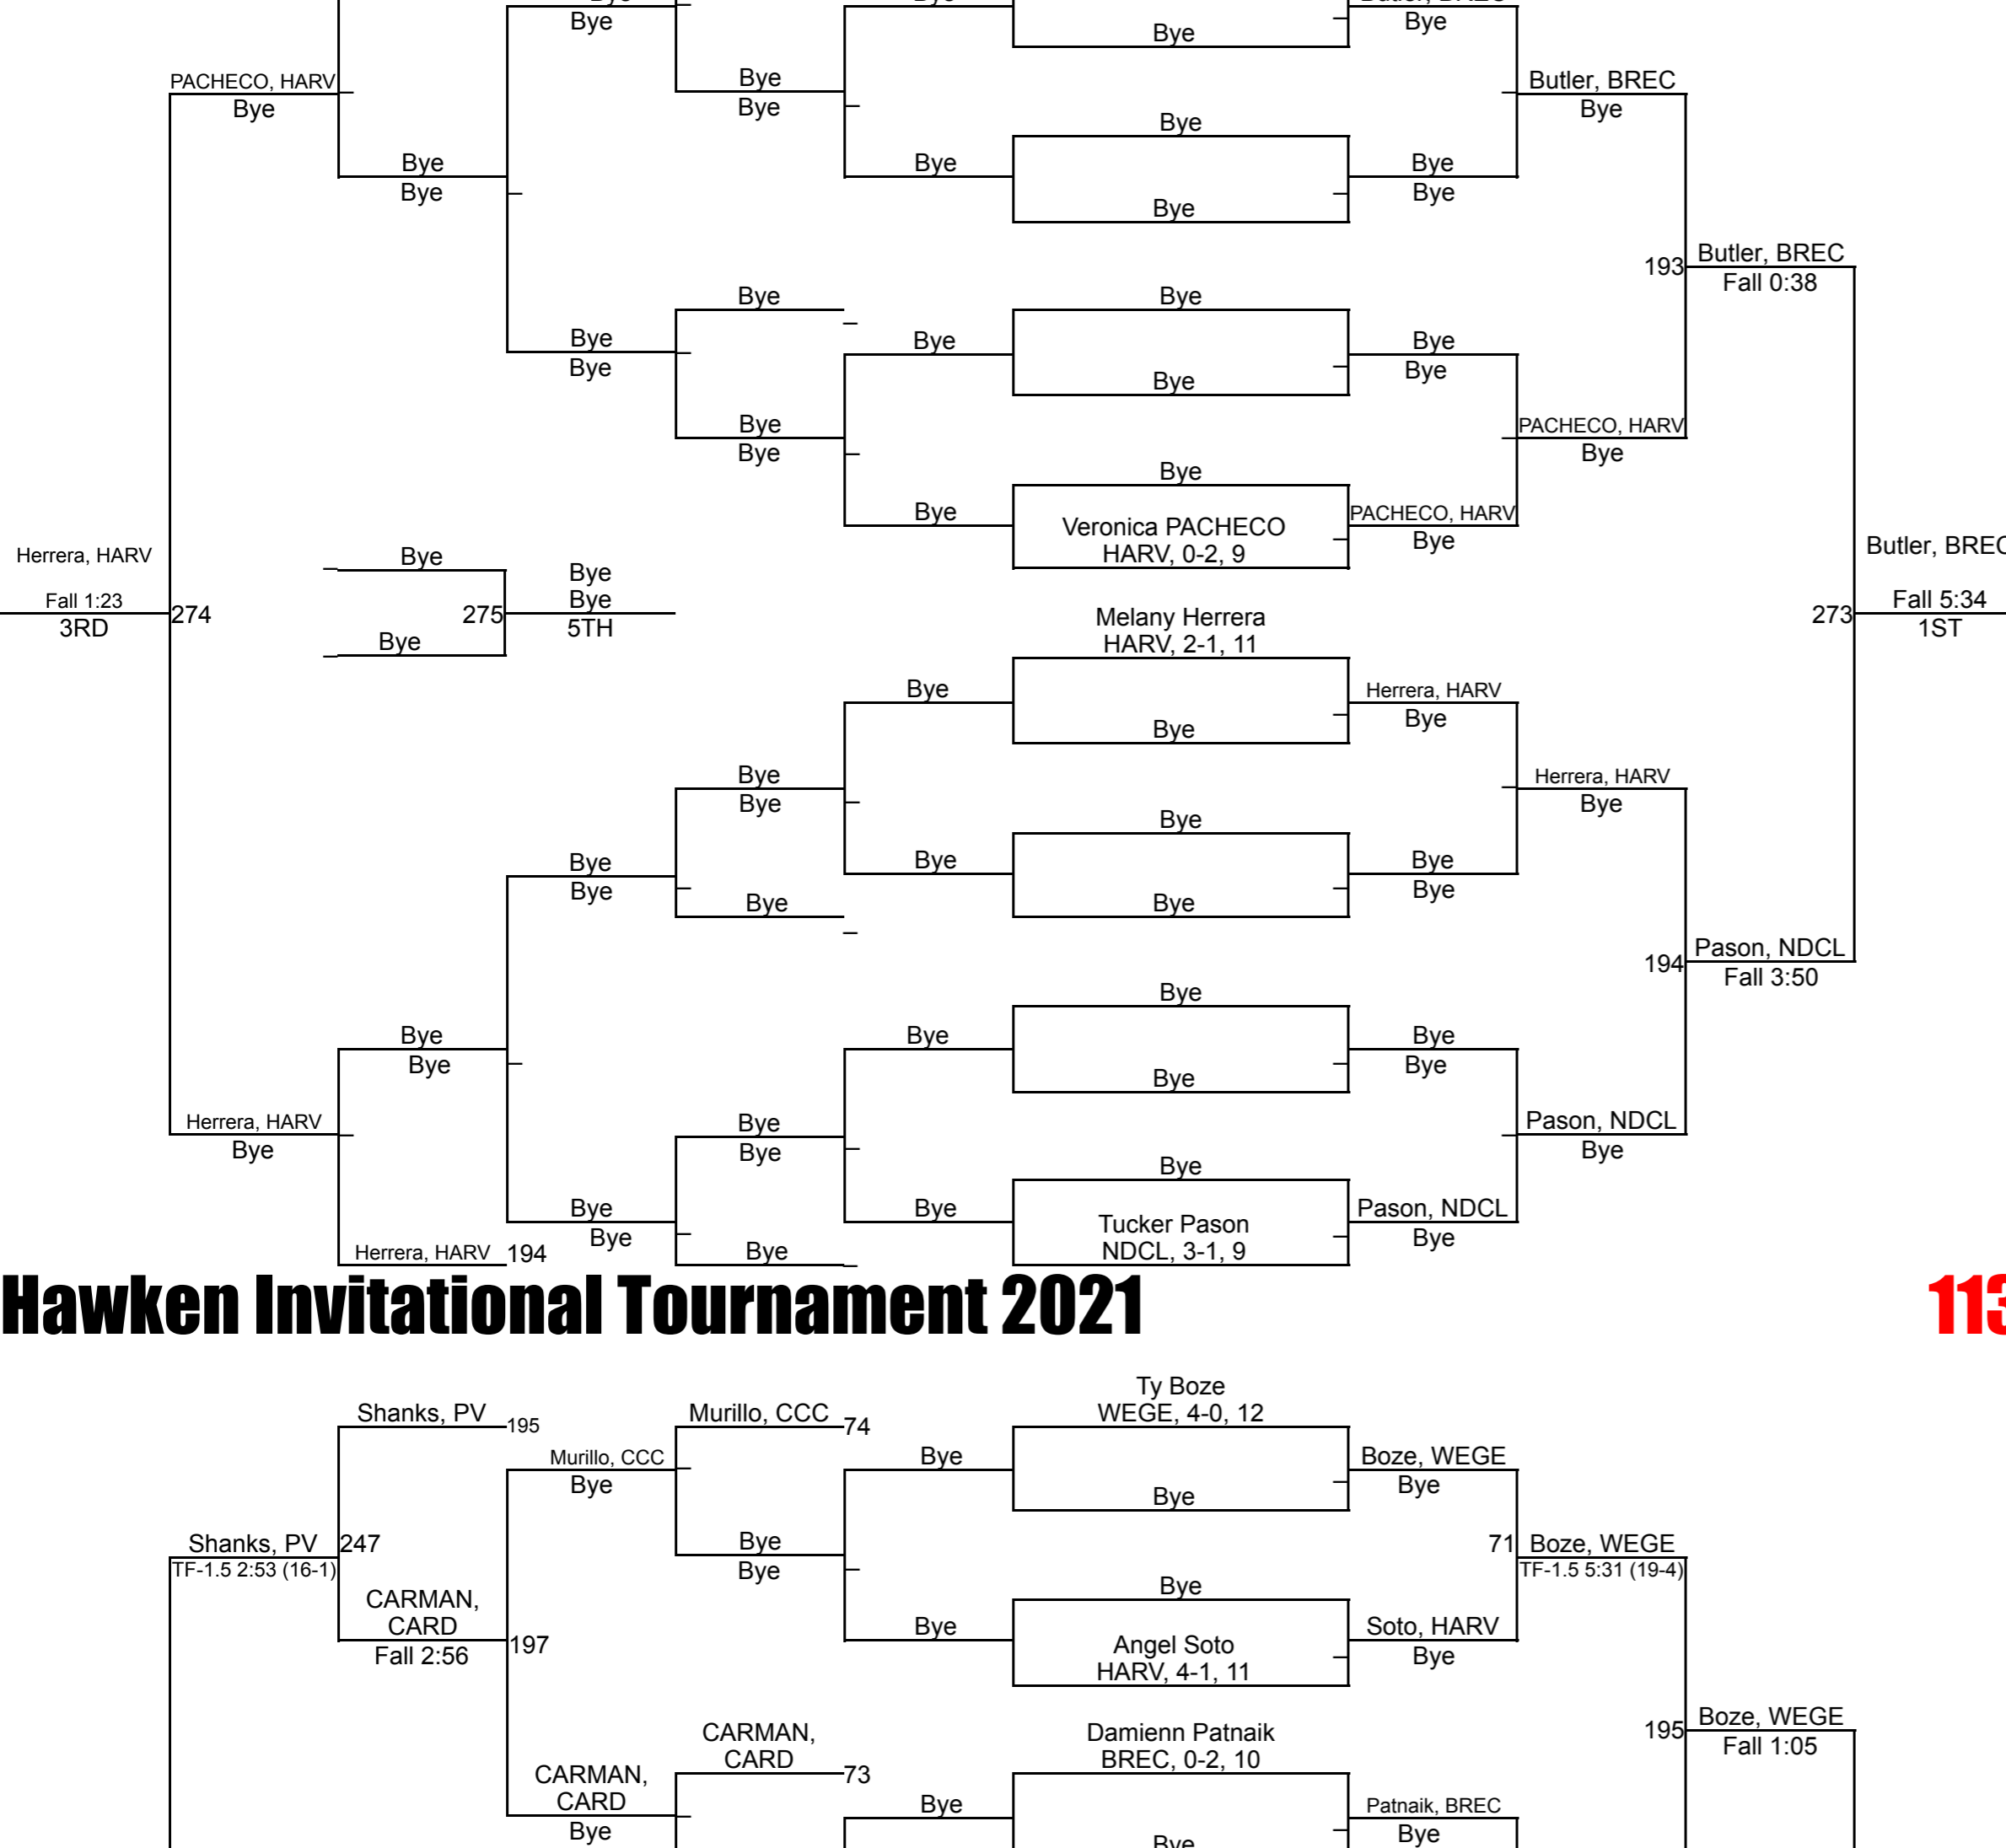 Bye
Bye
Bye
Butler, BREC
Bye
Bye
Bye
PACHECO, HARV
Bye
Bye
Bye
Butler, BREC
Bye
Bye
Bye
Bye
Bye
Bye
Bye
Bye
Bye
193
Butler, BREC
Fall 0:38
Bye
Bye
Bye
Bye
Bye
Bye
Bye
Bye
Bye
Bye
PACHECO, HARV
Bye
Bye
Bye
Veronica PACHECO
HARV, 0-2, 9
PACHECO, HARV
Bye
Herrera, HARV
Fall 1:23
3RD
274
Bye
Bye
275
Bye
Bye
5TH
Butler, BREC
273
Fall 5:34
1ST
Melany Herrera
HARV, 2-1, 11
Bye
Bye
Herrera, HARV
Bye
Bye
Bye
Herrera, HARV
Bye
Bye
Bye
Bye
Bye
Bye
Bye
Bye
Bye
194
Pason, NDCL
Fall 3:50
Bye
Bye
Bye
Bye
Bye
Bye
Bye
Herrera, HARV
Bye
Bye
Bye
Pason, NDCL
Bye
Bye
Bye
Bye
Bye
Tucker Pason
NDCL, 3-1, 9
Pason, NDCL
Bye
Herrera, HARV 194
Bye
Hawken Invitational Tournament 2021
Shanks, PV 195
Murillo, CCC 74
Ty Boze
WEGE, 4-0, 12
Murillo, CCC
Bye
Bye
Bye
Boze, WEGE
Bye
Shanks, PV 247
TF-1.5 2:53 (16-1)
Bye
Bye
71 Boze, WEGE
TF-1.5 5:31 (19-4)
CARMAN,
CARD
Fall 2:56
197
Bye
Bye
Angel Soto
HARV, 4-1, 11
Soto, HARV
Bye
195
Boze, WEGE
Fall 1:05
CARMAN,
CARD
73
Damienn Patnaik
BREC, 0-2, 10
CARMAN,
CARD
Bye
Bye
Patnaik, BREC
Bye